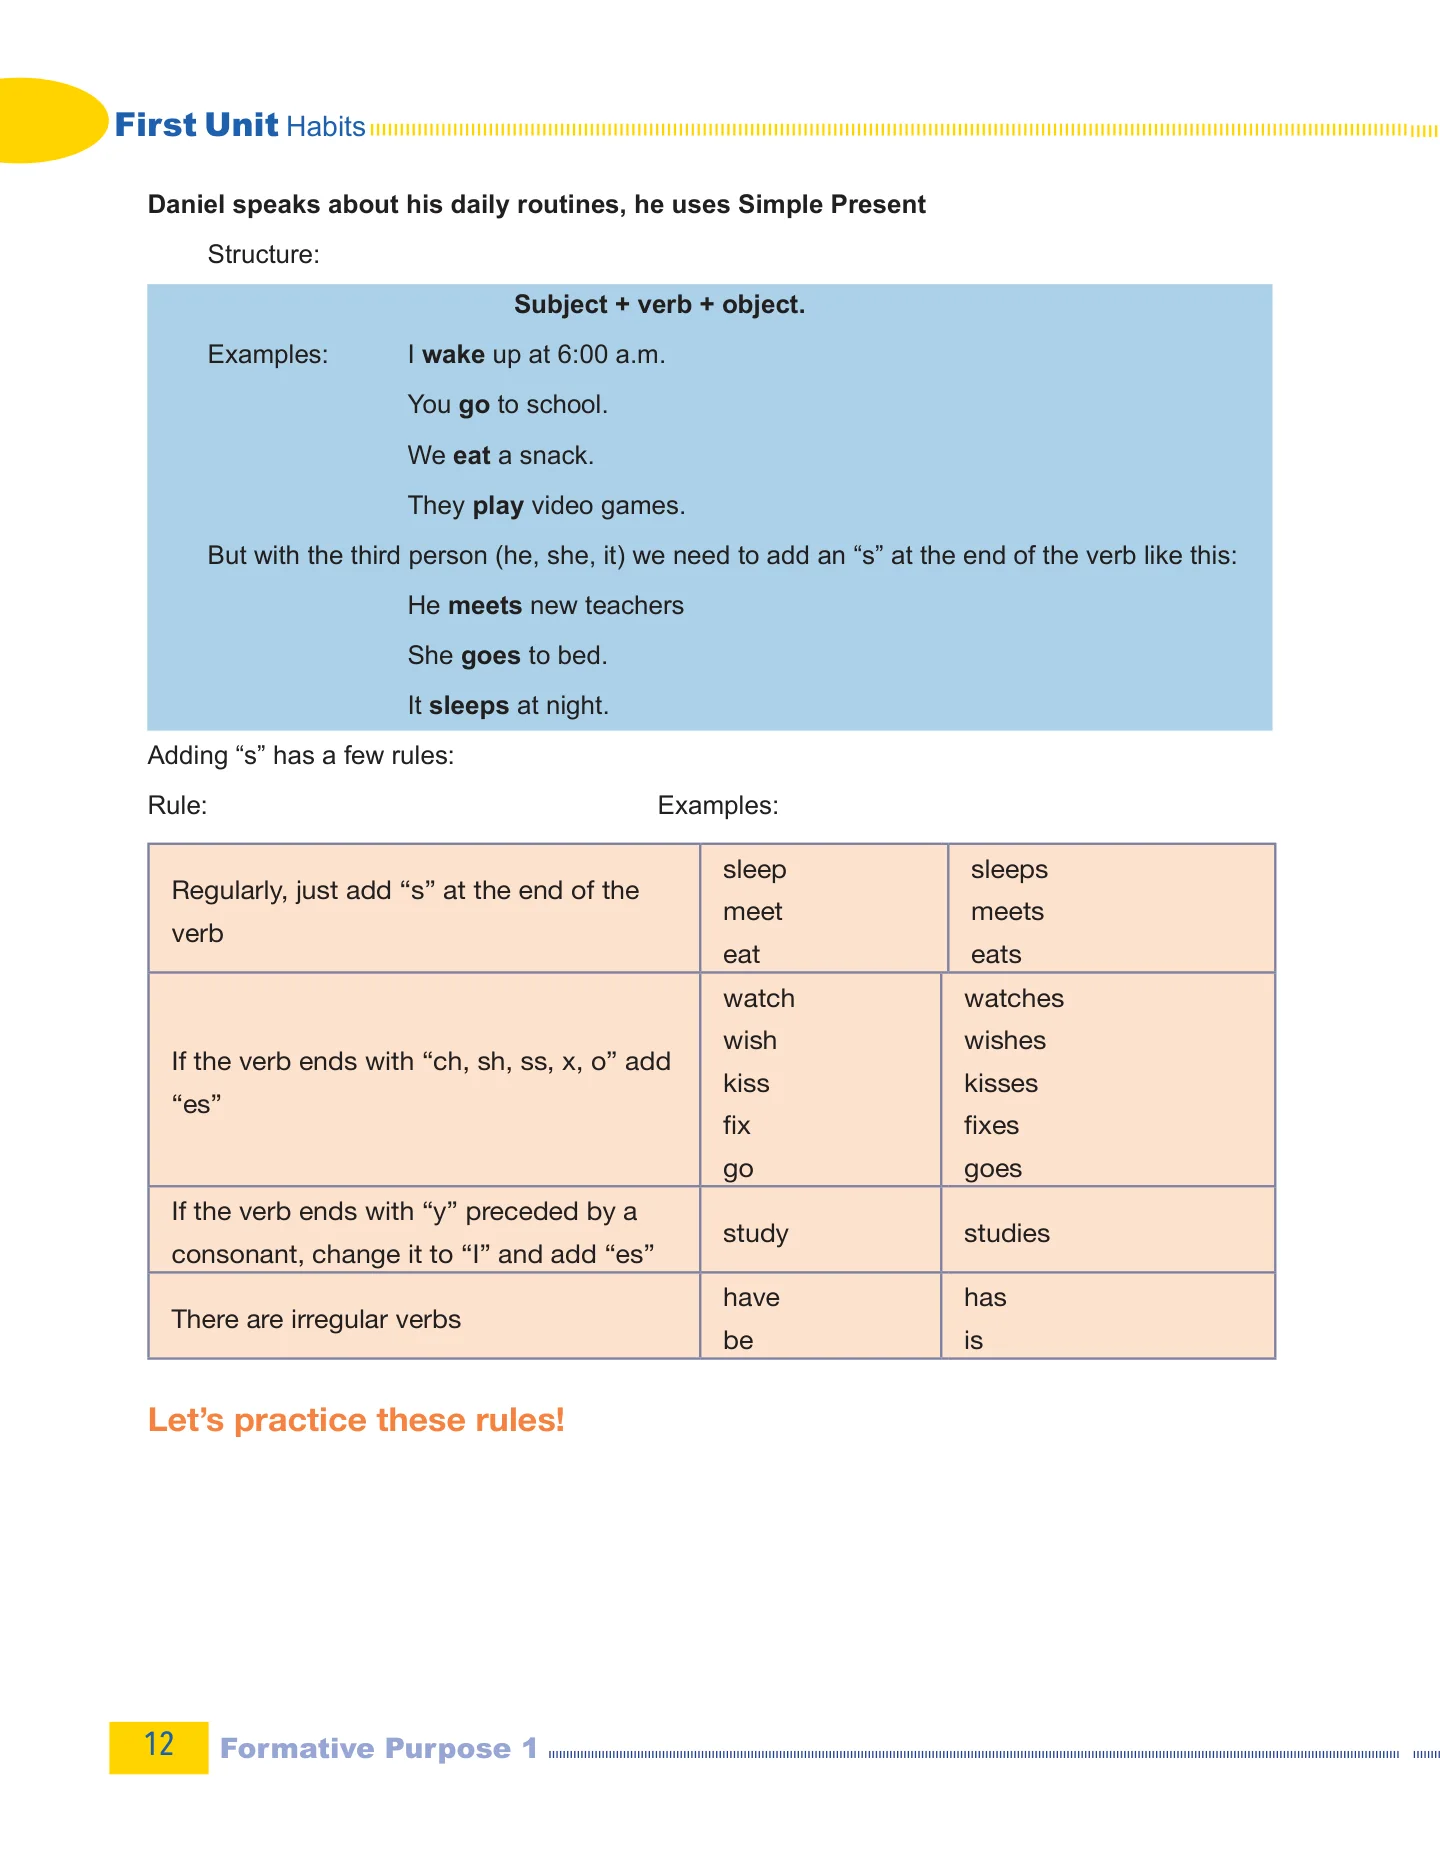 First Unit Habits
Daniel speaks about his daily routines, he uses Simple Present
Structure:
Subject + verb + object.
Examples: I wake up at 6:00 a.m.
You go to school.
We eat a snack.
They play video games.
But with the third person (he, she, it) we need to add an “s” at the end of the verb like this:
He meets new teachers
She goes to bed.
It sleeps at night.
Adding “s” has a few rules:
Rule: Examples:
Regularly, just add “s” at the end of the
verb
sleep
meet
eat
sleeps
meets
eats
If the verb ends with “ch, sh, ss, x, o” add
“es”
watch
wish
kiss
fix
go
watches
wishes
kisses
fixes
goes
If the verb ends with “y” preceded by a
consonant, change it to “I” and add “es”
study
studies
There are irregular verbs
have
be
has
is
Let’s practice these rules!
12 Formative Purpose 1